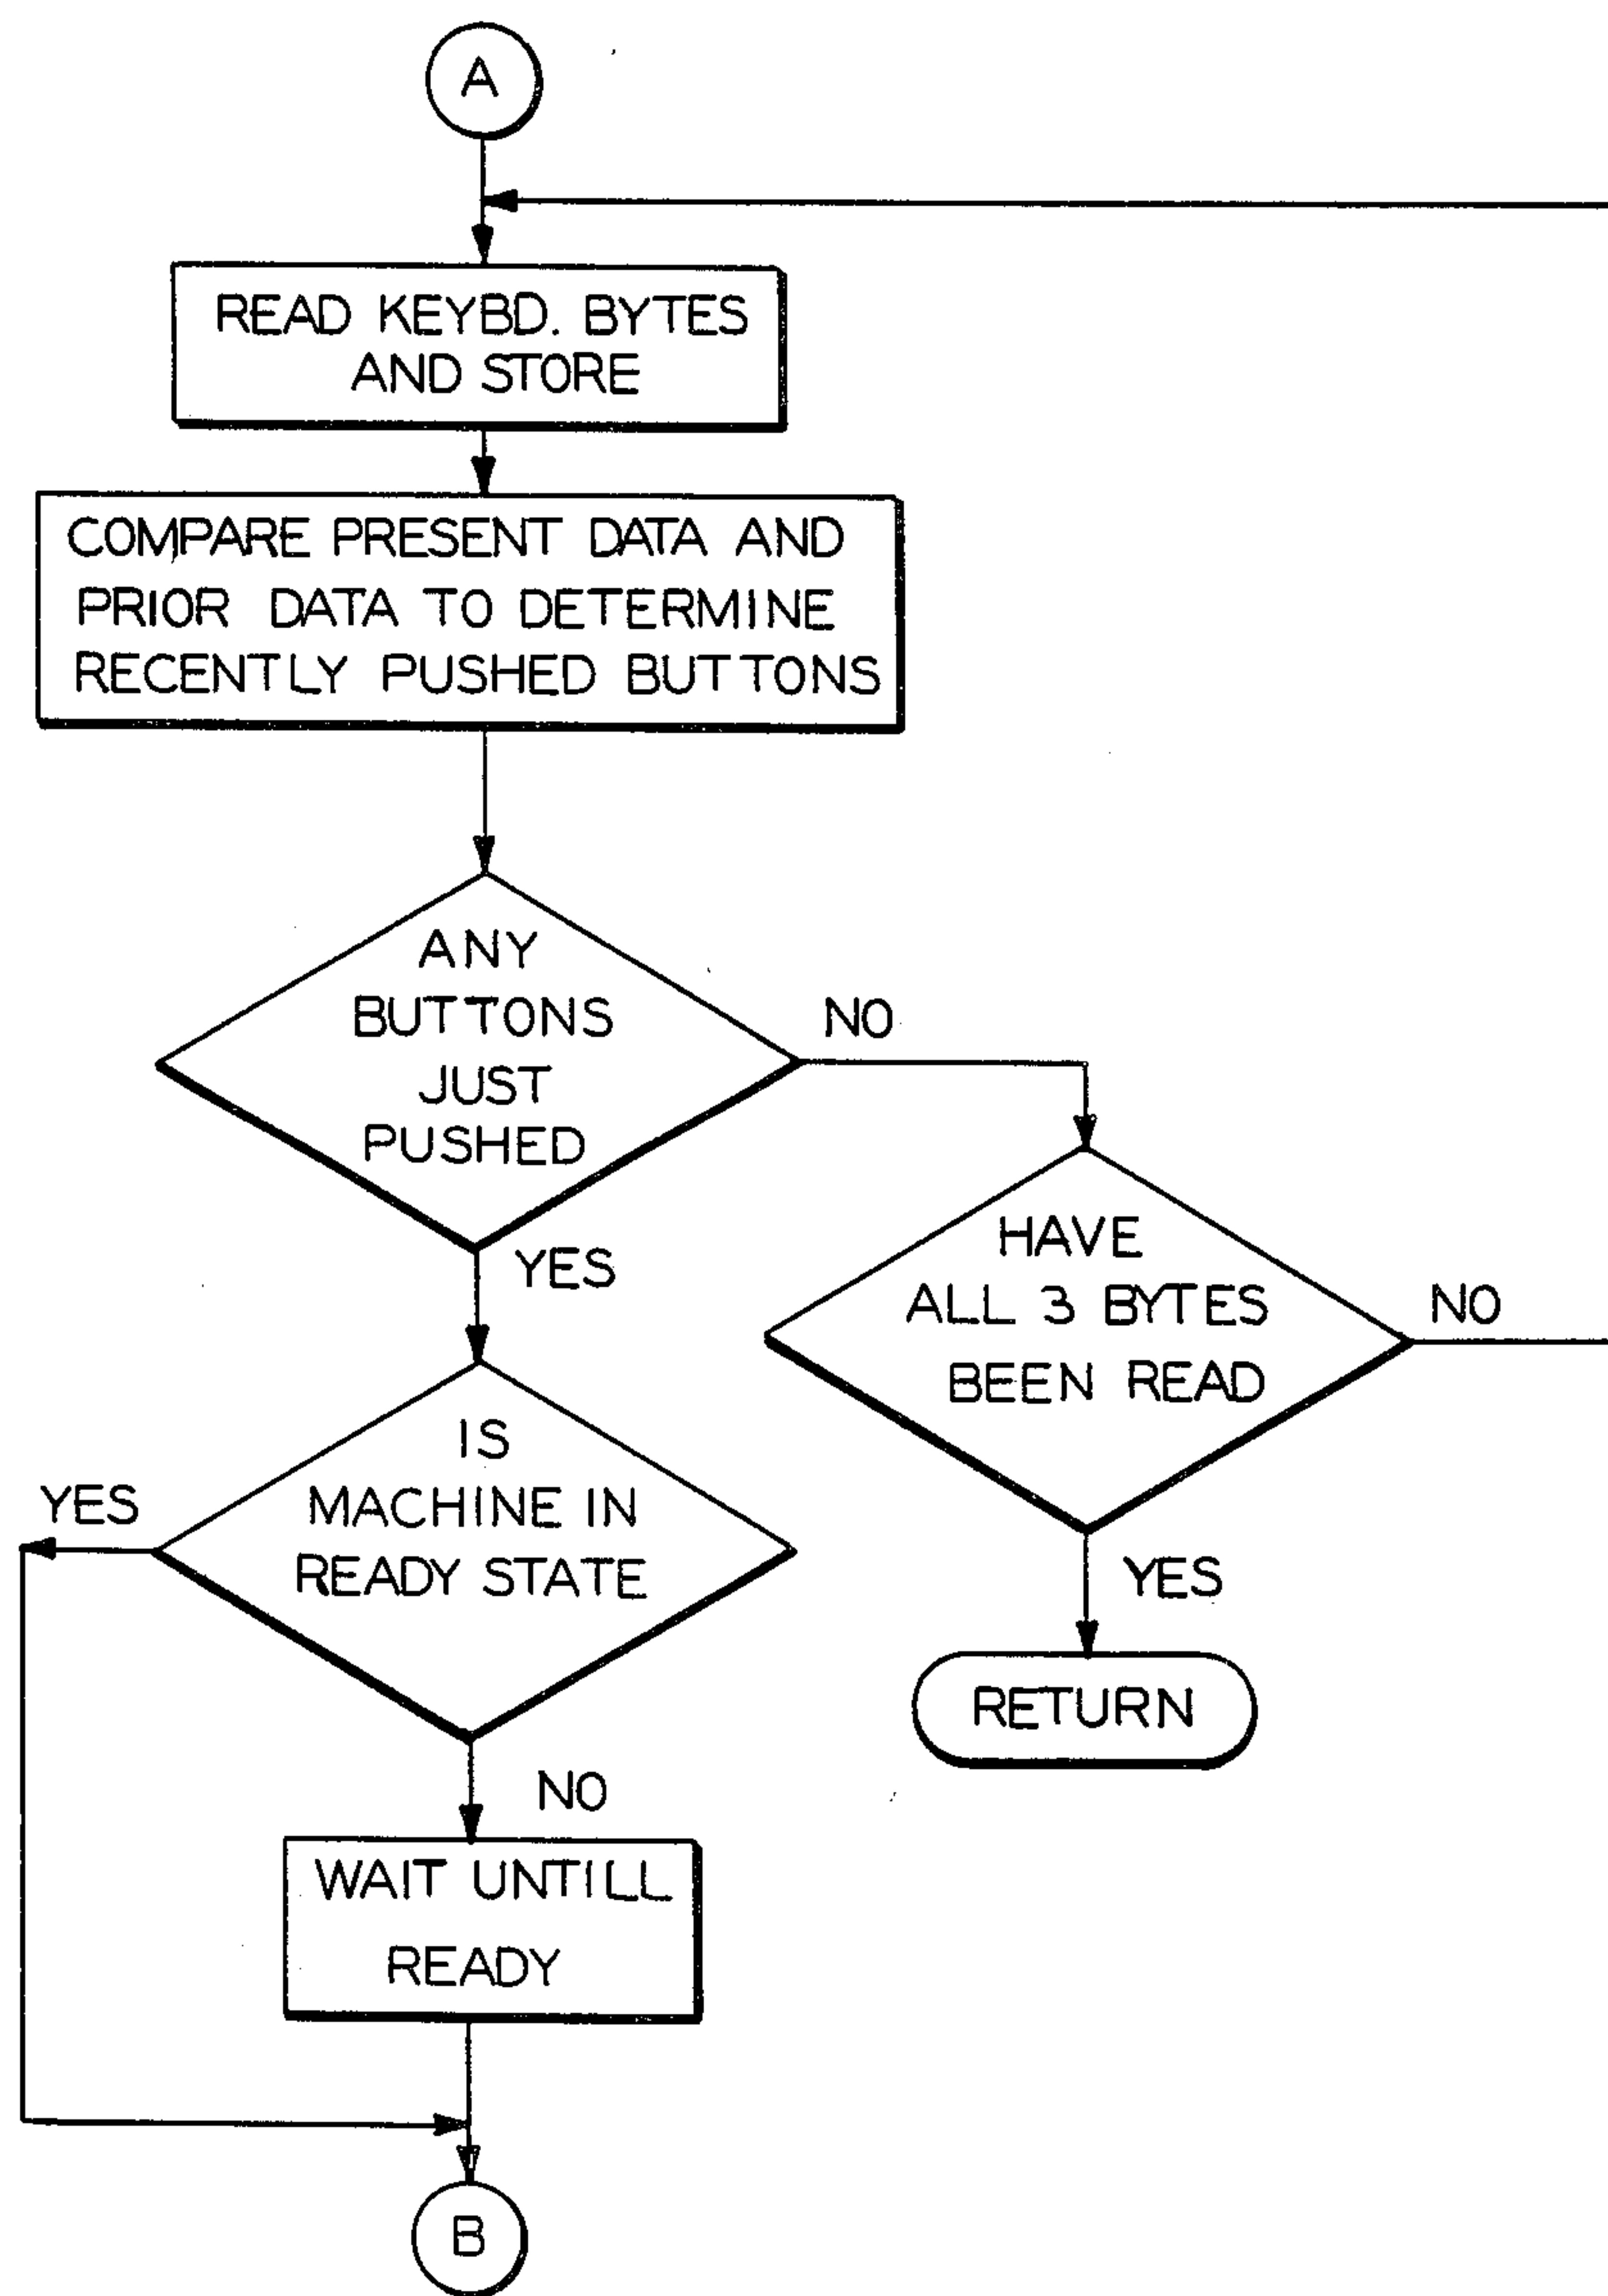 A
READ KEYBD. BYTES
AND STORE
COMPARE PRESENT DATA AND
PRIOR DATA TO DETERMINE
RECENTLY PUSHED BUTTONS
ANY
BUTTONS
JUST
PUSHED
NO
YES
HAVE
ALL 3 BYTES
BEEN READ
NO
YES
RETURN
IS
MACHINE IN
READY STATE
YES
NO
WAIT UNTILL
READY
B